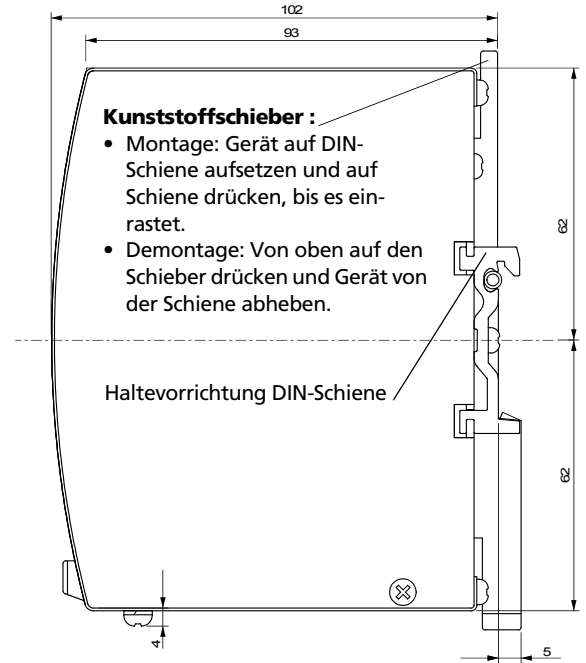 102
93
Kunststoffschieber :
• Montage: Gerät auf DIN-
Schiene aufsetzen und auf
Schiene drücken, bis es ein-
rastet.
• Demontage: Von oben auf den
Schieber drücken und Gerät von
der Schiene abheben.
62
Haltevorrichtung DIN-Schiene
62
4
5